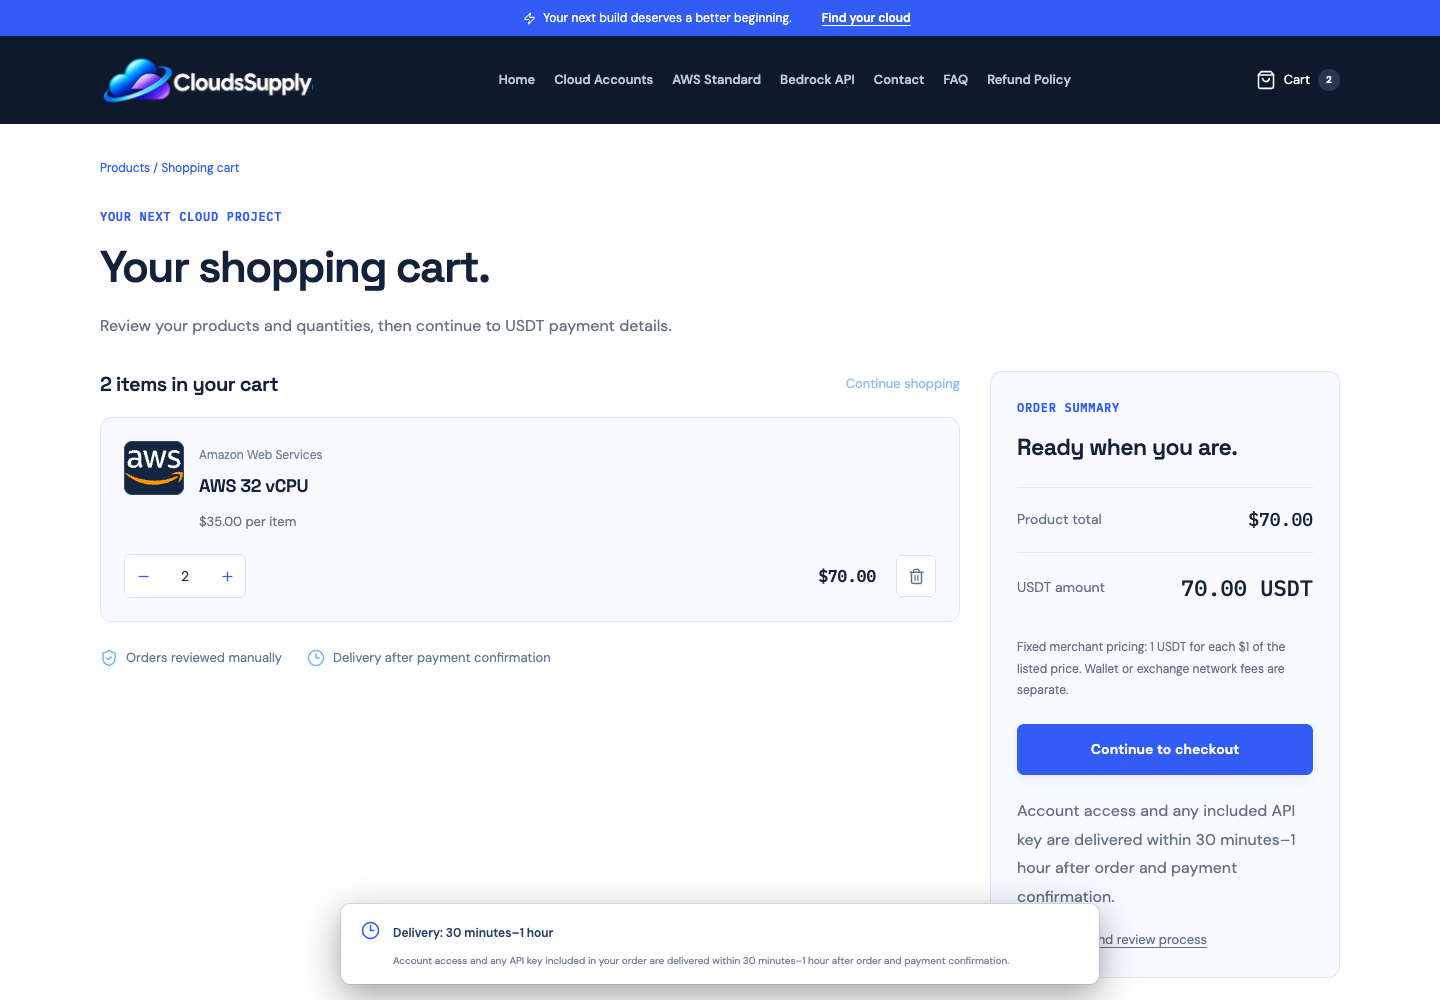 Your next build deserves a better beginning. Find your cloud
CloudsSupply
Home Cloud Accounts AWS Standard Bedrock API Contact FAQ Refund Policy
Cart 2
Products / Shopping cart
YOUR NEXT CLOUD PROJECT
Your shopping cart.
Review your products and quantities, then continue to USDT payment details.
2 items in your cart
Continue shopping
aws
Amazon Web Services
AWS 32 vCPU
$35.00 per item
− 2 +
$70.00
Orders reviewed manually
Delivery after payment confirmation
ORDER SUMMARY
Ready when you are.
Product total $70.00
USDT amount 70.00 USDT
Fixed merchant pricing: 1 USDT for each $1 of the
listed price. Wallet or exchange network fees are
separate.
Continue to checkout
Account access and any included API
key are delivered within 30 minutes–1
hour after order and payment
confirmation.
review process
Delivery: 30 minutes–1 hour
Account access and any API key included in your order are delivered within 30 minutes–1 hour after order and payment confirmation.